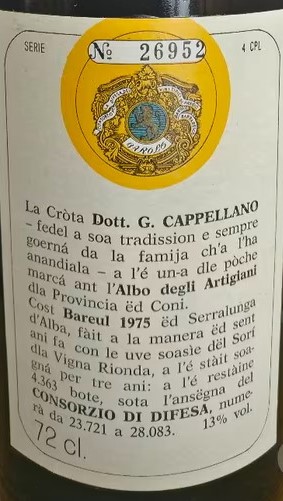 SERIE Nº 26952 4 CPL
BAROLO
La Cròta Dott. G. CAPPELLANO
– fedel a soa tradission e sempre
goernà da la famija ch'a l'ha
anandiala – a l'é un-a dle pòche
marcá ant l'Albo degli Artigiani
dla Provincia ëd Coni.
Cost Bareul 1975 ëd Serralunga
d'Alba, fàit a la manera ëd sent
ani fa con le uve soasìe dël Sorì
dla Vigna Rionda, a l'é stàit soa-
gná per tre ani: a l'é restàine
4.363 bote, sota l'ansëgna del
CONSORZIO DI DIFESA, nume-
rà da 23.721 a 28.083. 13% vol.
72 cl.